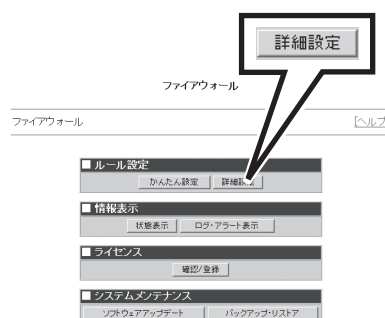 詳細設定
ファイアウォール
ファイアウォール [ヘルプ
■ ルール設定
かんたん設定 詳細設定
■ 情報表示
状態表示 ログ・アラート表示
■ ライセンス
確認/登録
■ システムメンテナンス
ソフトウェアアップデート バックアップ・リストア